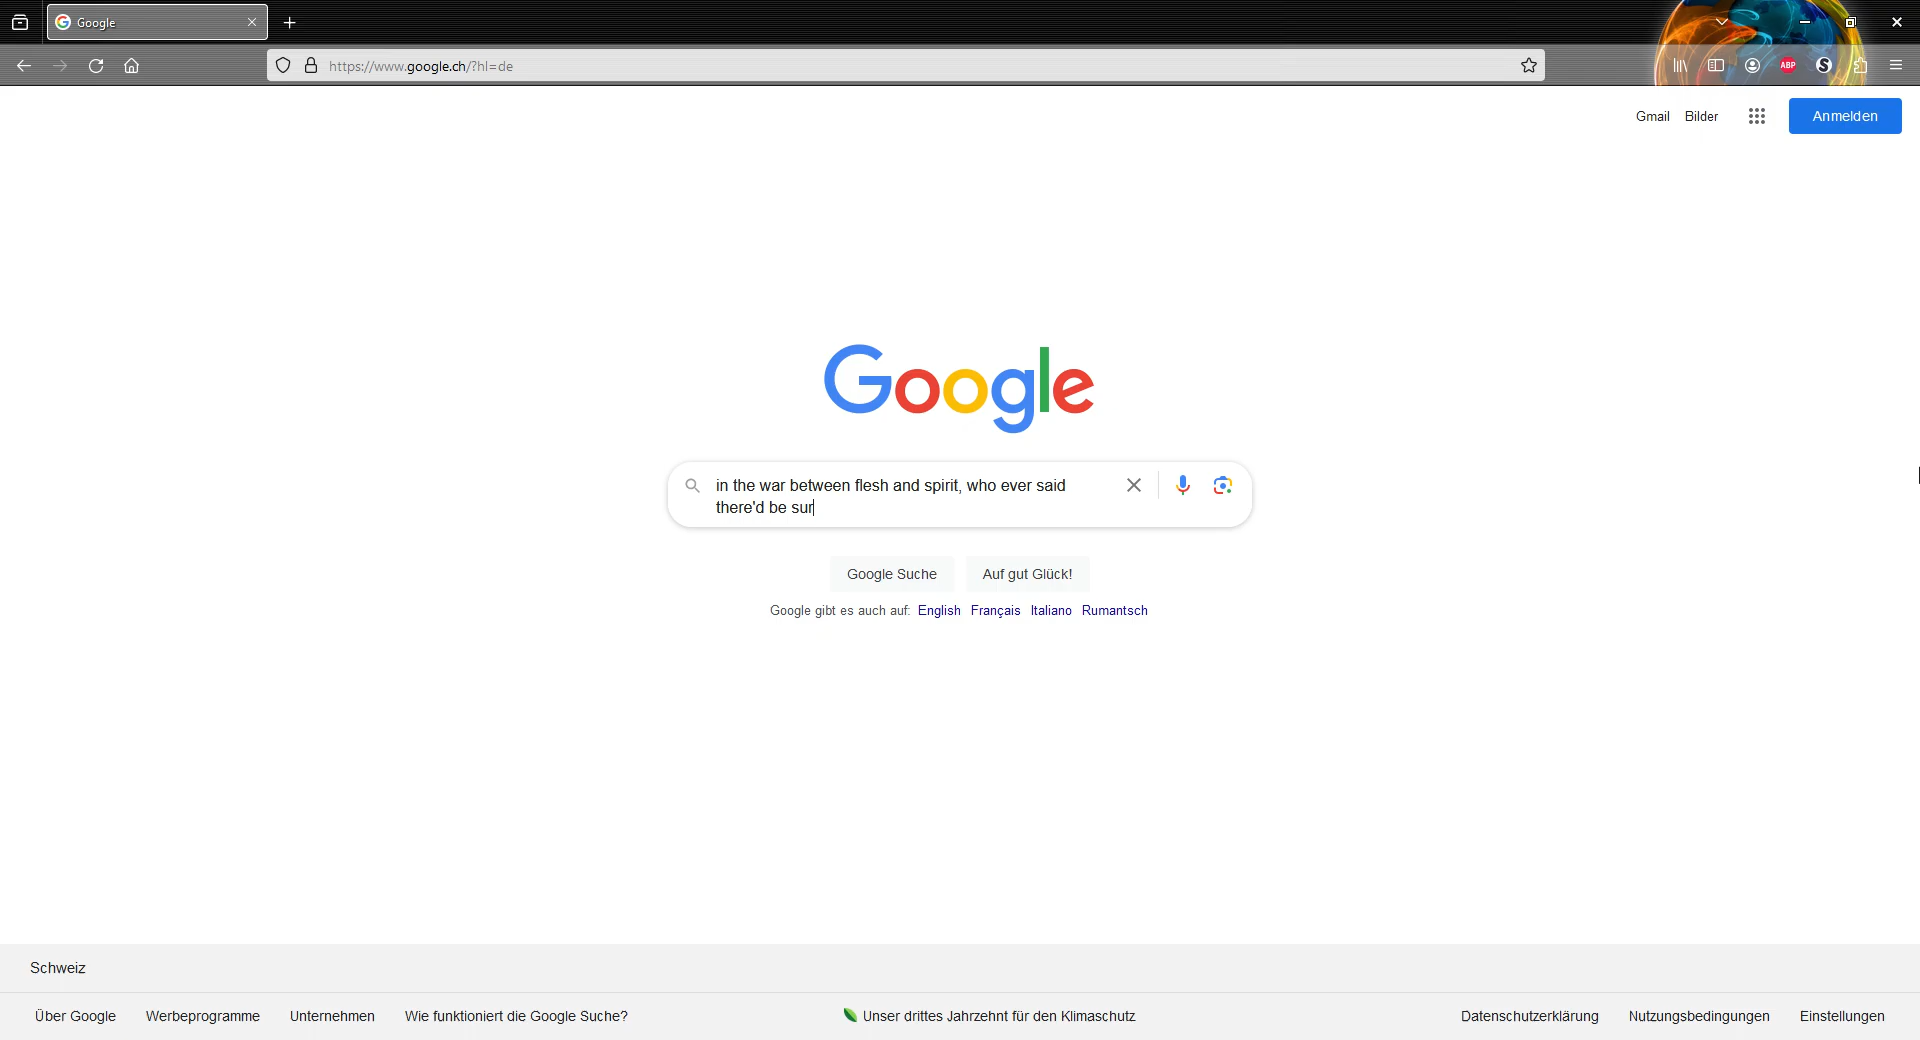 Google
https://www.google.ch/?hl=de
ABP
Gmail Bilder Anmelden
Google
in the war between flesh and spirit, who ever said
there'd be sur
Google Suche Auf gut Glück!
Google gibt es auch auf: English Français Italiano Rumantsch
Schweiz
Über Google Werbeprogramme Unternehmen Wie funktioniert die Google Suche? Unser drittes Jahrzehnt für den Klimaschutz Datenschutzerklärung Nutzungsbedingungen Einstellungen